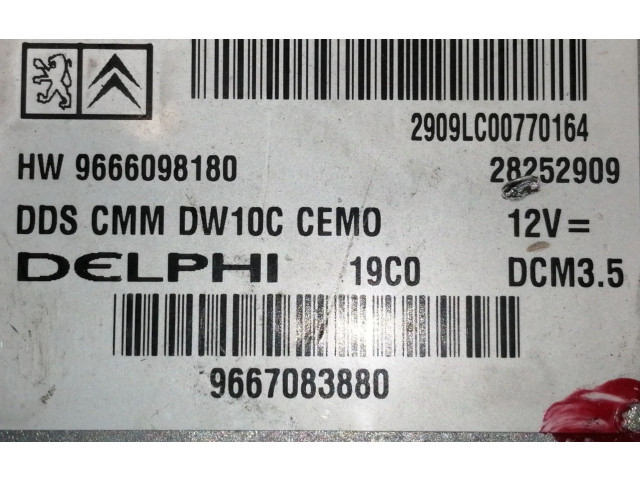 2909LC00770164
HW 9666098180 28252909
DDS CMM DW10C CEMO 12V =
DELPHI 19C0 DCM3.5
9667083880